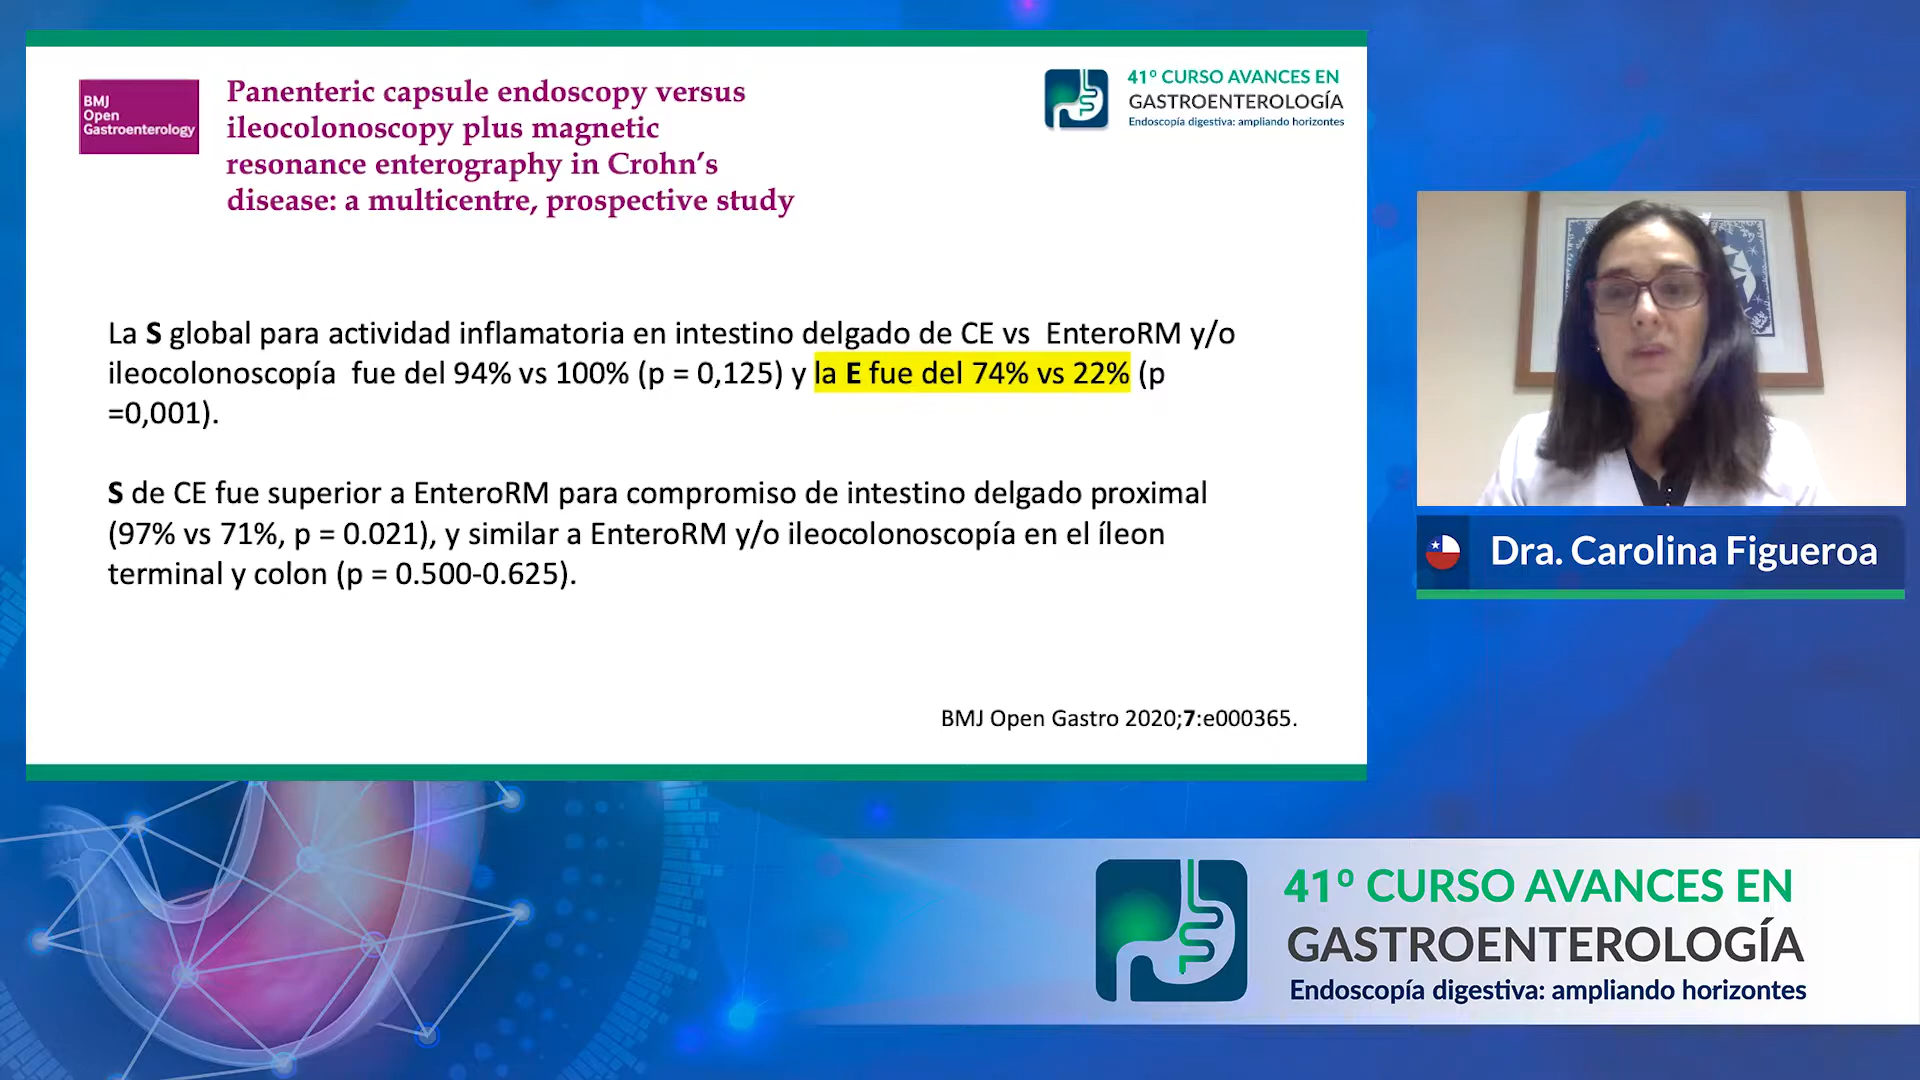 BMJ
Open
Gastroenterology
Panenteric capsule endoscopy versus
ileocolonoscopy plus magnetic
resonance enterography in Crohn’s
disease: a multicentre, prospective study
41º CURSO AVANCES EN
GASTROENTEROLOGÍA
Endoscopía digestiva: ampliando horizontes
La S global para actividad inflamatoria en intestino delgado de CE vs EnteroRM y/o
ileocolonoscopía fue del 94% vs 100% (p = 0,125) y la E fue del 74% vs 22% (p
=0,001).
S de CE fue superior a EnteroRM para compromiso de intestino delgado proximal
(97% vs 71%, p = 0.021), y similar a EnteroRM y/o ileocolonoscopía en el íleon
terminal y colon (p = 0.500-0.625).
BMJ Open Gastro 2020;7:e000365.
Dra. Carolina Figueroa
41º CURSO AVANCES EN
GASTROENTEROLOGÍA
Endoscopía digestiva: ampliando horizontes